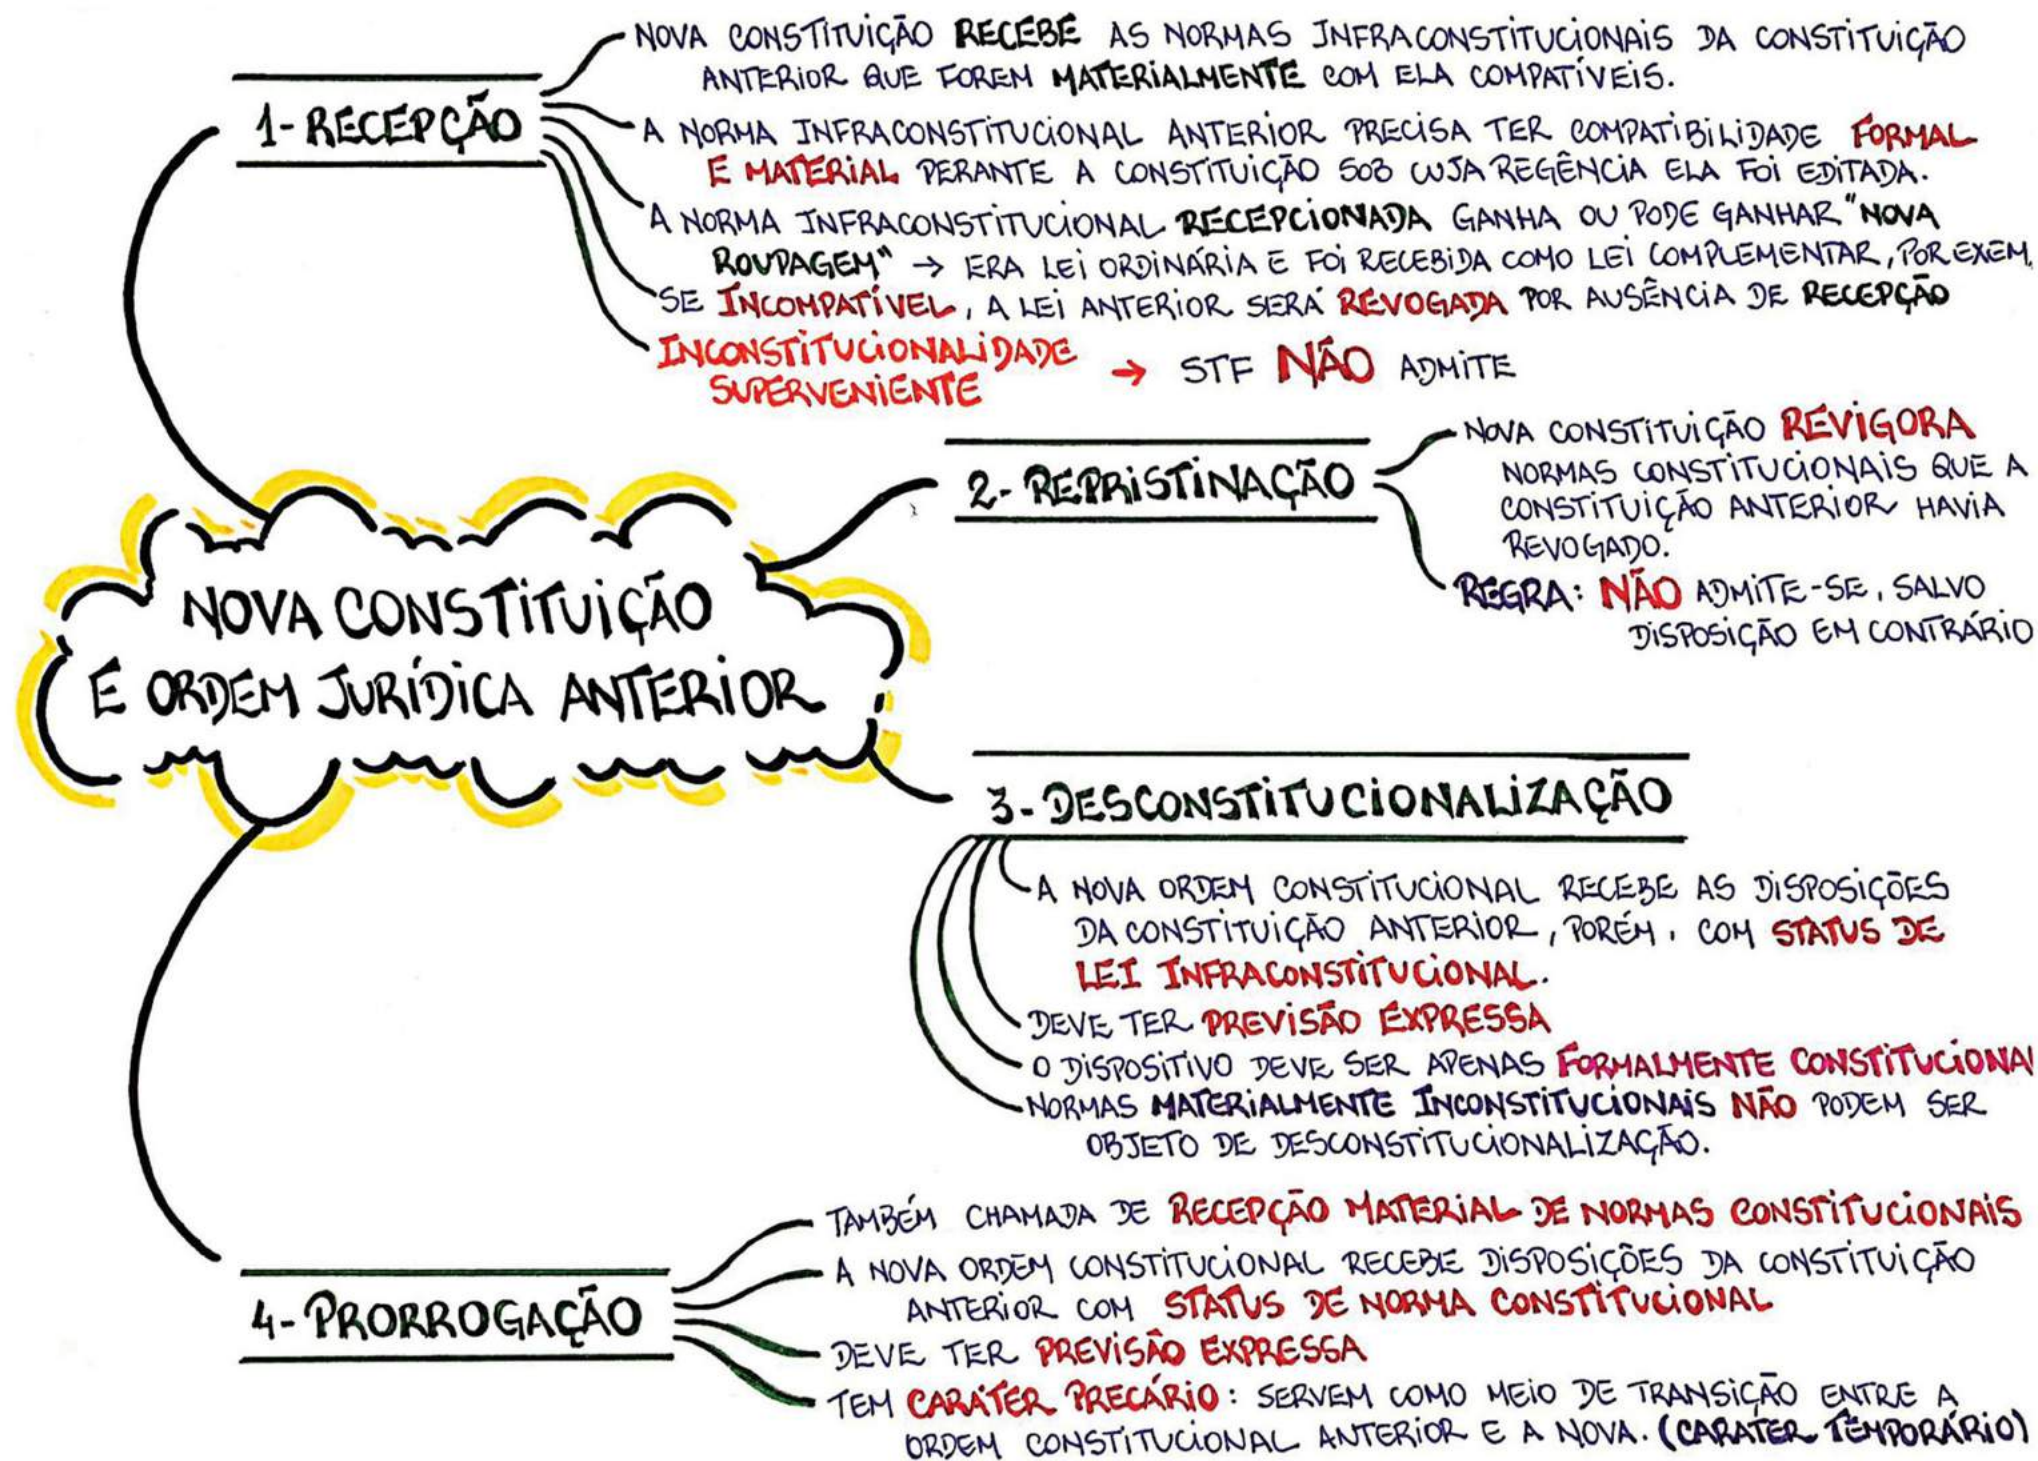 NOVA CONSTITUIÇÃO
E ORDEM JURÍDICA ANTERIOR
1- RECEPÇÃO
NOVA CONSTITUIÇÃO RECEBE AS NORMAS INFRACONSTITUCIONAIS DA CONSTITUIÇÃO
ANTERIOR QUE FOREM MATERIALMENTE COM ELA COMPATÍVEIS.
A NORMA INFRACONSTITUCIONAL ANTERIOR PRECISA TER COMPATIBILIDADE FORMAL
E MATERIAL PERANTE A CONSTITUIÇÃO SOB CUJA REGÊNCIA ELA FOI EDITADA.
A NORMA INFRACONSTITUCIONAL RECEPCIONADA GANHA OU PODE GANHAR "NOVA
ROUPAGEM" → ERA LEI ORDINÁRIA E FOI RECEBIDA COMO LEI COMPLEMENTAR, POR EXEM.
SE INCOMPATÍVEL, A LEI ANTERIOR SERÁ REVOGADA POR AUSÊNCIA DE RECEPÇÃO
INCONSTITUCIONALIDADE
SUPERVENIENTE → STF NÃO ADMITE
2- REPRISTINAÇÃO
NOVA CONSTITUIÇÃO REVIGORA
NORMAS CONSTITUCIONAIS QUE A
CONSTITUIÇÃO ANTERIOR HAVIA
REVOGADO.
REGRA: NÃO ADMITE-SE, SALVO
DISPOSIÇÃO EM CONTRÁRIO
3- DESCONSTITUCIONALIZAÇÃO
A NOVA ORDEM CONSTITUCIONAL RECEBE AS DISPOSIÇÕES
DA CONSTITUIÇÃO ANTERIOR, PORÉM, COM STATUS DE
LEI INFRACONSTITUCIONAL.
DEVE TER PREVISÃO EXPRESSA
O DISPOSITIVO DEVE SER APENAS FORMALMENTE CONSTITUCIONAL
NORMAS MATERIALMENTE INCONSTITUCIONAIS NÃO PODEM SER
OBJETO DE DESCONSTITUCIONALIZAÇÃO.
4- PRORROGAÇÃO
TAMBÉM CHAMADA DE RECEPÇÃO MATERIAL DE NORMAS CONSTITUCIONAIS
A NOVA ORDEM CONSTITUCIONAL RECEBE DISPOSIÇÕES DA CONSTITUIÇÃO
ANTERIOR COM STATUS DE NORMA CONSTITUCIONAL
DEVE TER PREVISÃO EXPRESSA
TEM CARÁTER PRECÁRIO: SERVEM COMO MEIO DE TRANSIÇÃO ENTRE A
ORDEM CONSTITUCIONAL ANTERIOR E A NOVA. (CARATER TEMPORÁRIO)